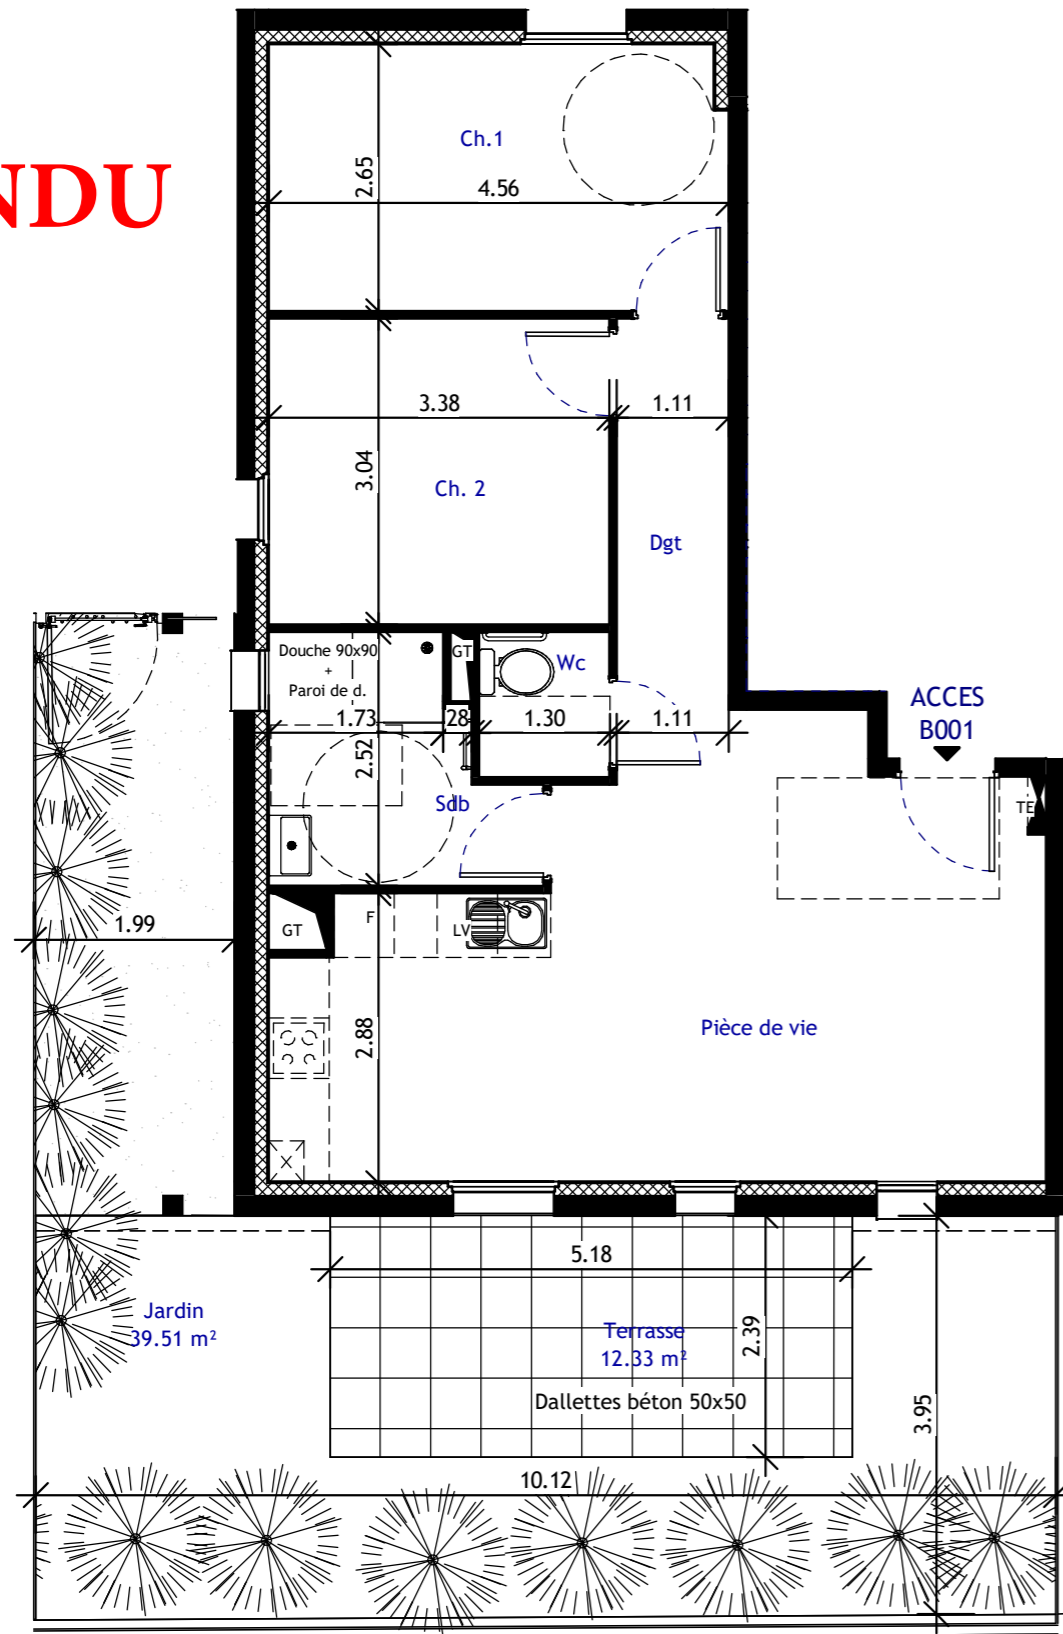 NDU
Ch.1
2.65
4.56
3.38
1.11
3.04
Ch. 2
Dgt
Douche 90x90
+
Paroi de d.
GT
Wc
1.73
28
1.30
1.11
2.52
Sdb
ACCES
B001
TE
GT
F
LV
1.99
2.88
Pièce de vie
5.18
Jardin
39.51 m²
Terrasse
12.33 m²
2.39
Dallettes béton 50x50
3.95
10.12